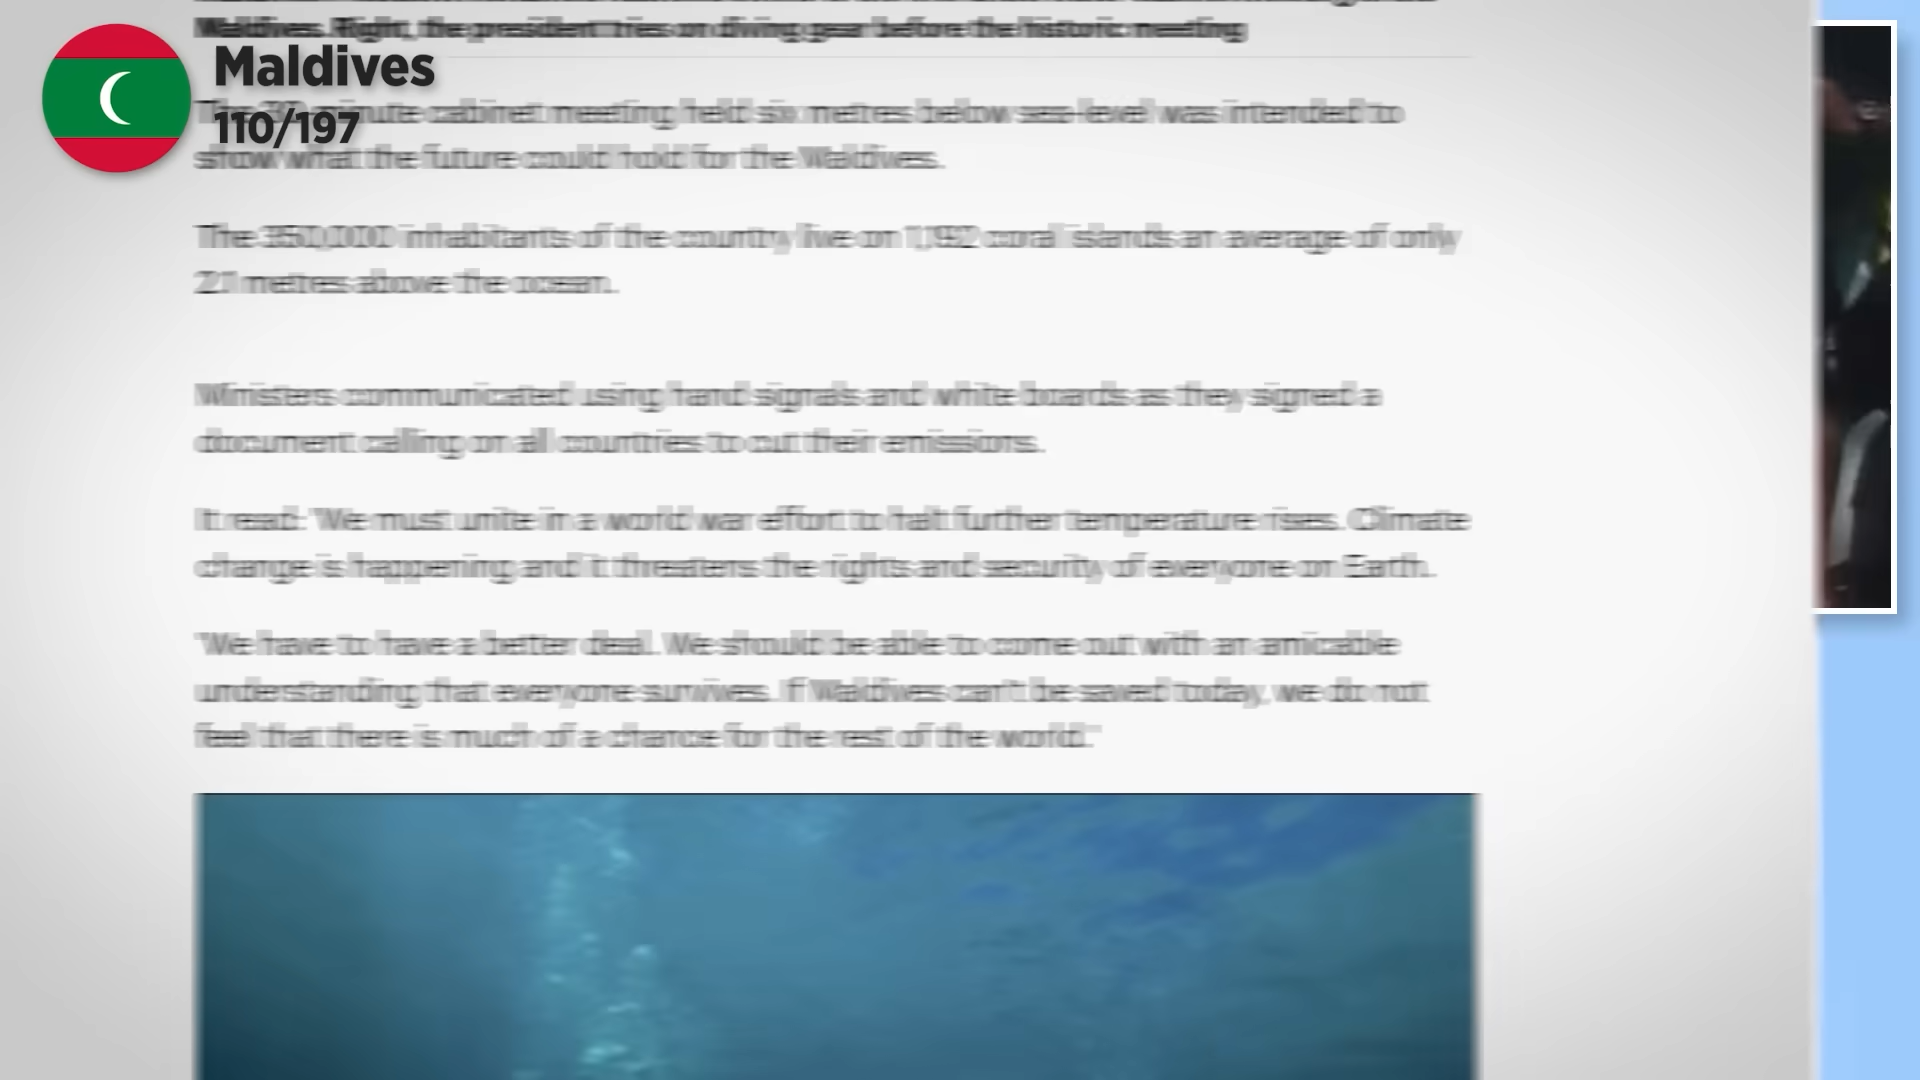 Maldives. Right, the president tries on diving gear before the historic meeting
Maldives
110/197
The 30 minute cabinet meeting held six metres below sea-level was intended to
show what the future could hold for the Maldives.
The 350,000 inhabitants of the country live on 1,192 coral islands an average of only
2.1 metres above the ocean.
Ministers communicated using hand signals and white boards as they signed a
document calling on all countries to cut their emissions.
It read: 'We must unite in a world war effort to halt further temperature rises. Climate
change is happening and it threatens the rights and security of everyone on Earth.
'We have to have a better deal. We should be able to come out with an amicable
understanding that everyone survives. If Maldives can't be saved today, we do not
feel that there is much of a chance for the rest of the world.'